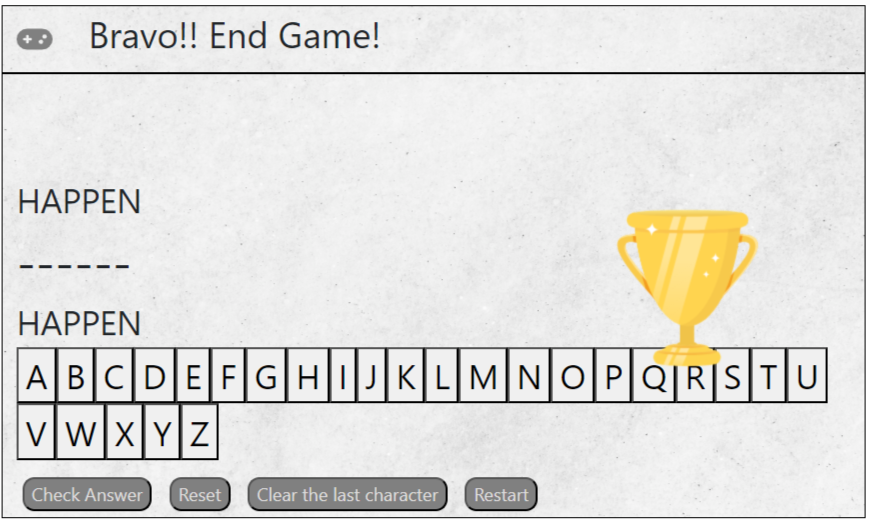 Bravo!! End Game!
HAPPEN
------
HAPPEN
A B C D E F G H I J K L M N O P Q R S T U
V W X Y Z
Check Answer Reset Clear the last character Restart